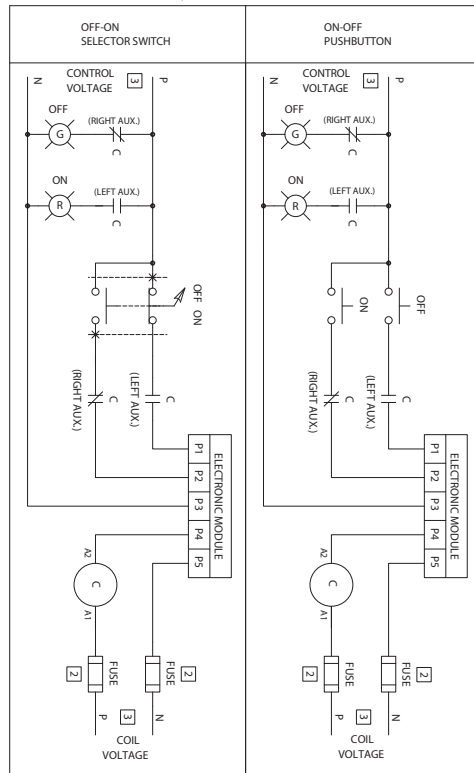 OFF-ON
SELECTOR SWITCH
N
CONTROL
VOLTAGE
3
P
OFF
G
(RIGHT AUX.)
C
ON
R
(LEFT AUX.)
C
OFF ON
(RIGHT AUX.)
C
(LEFT AUX.)
C
P1
P2
P3
P4
P5
ELECTRONIC MODULE
A2
C
A1
2
FUSE
FUSE
2
P
3
N
COIL
VOLTAGE
ON-OFF
PUSHBUTTON
N
CONTROL
VOLTAGE
3
P
OFF
G
(RIGHT AUX.)
C
ON
R
(LEFT AUX.)
C
ON
OFF
(RIGHT AUX.)
C
(LEFT AUX.)
C
P1
P2
P3
P4
P5
ELECTRONIC MODULE
A2
C
A1
2
FUSE
FUSE
2
P
3
N
COIL
VOLTAGE